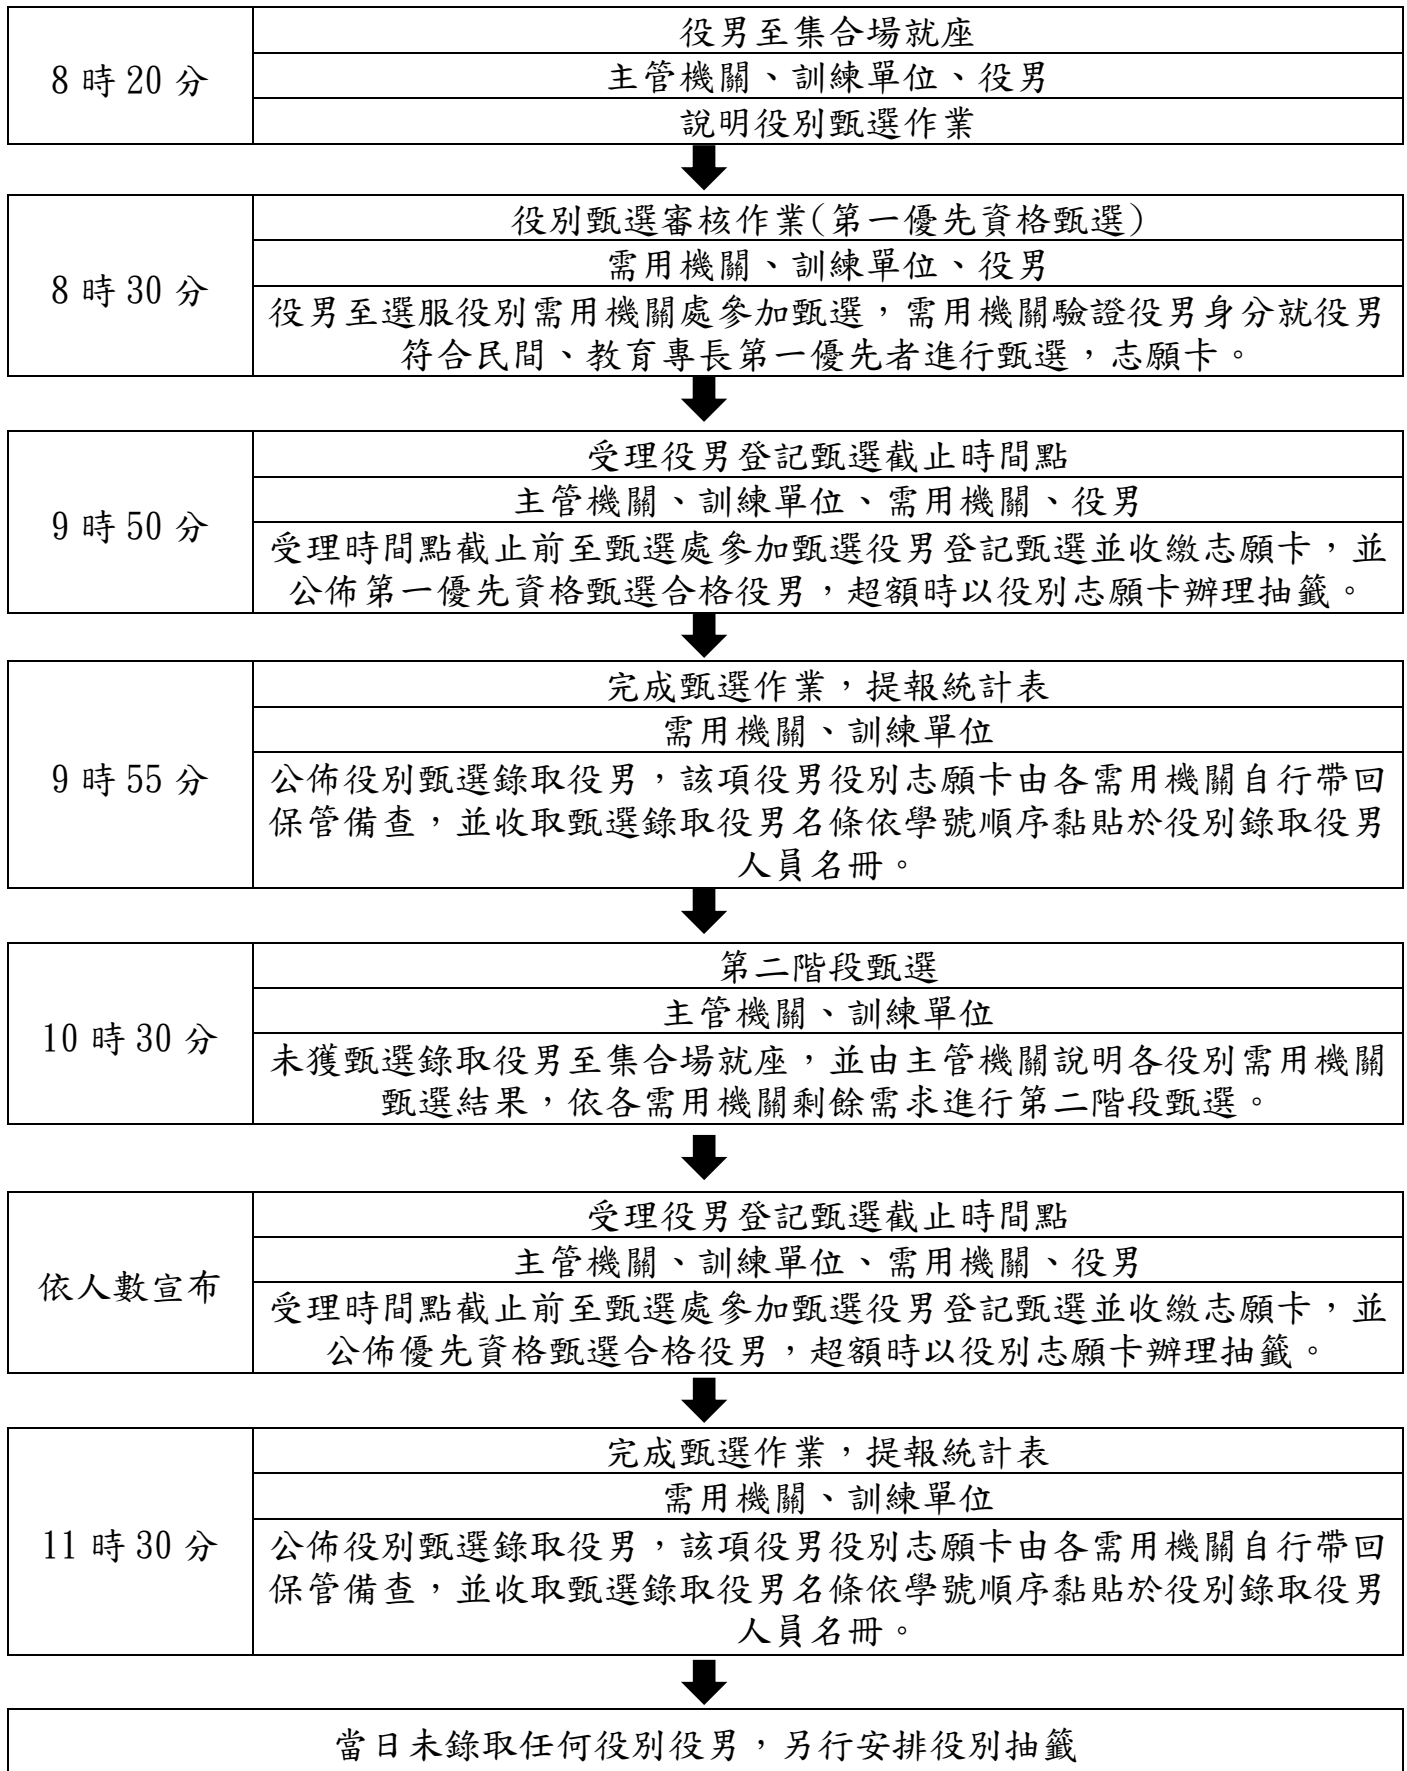 8 時 20 分
役男至集合場就座
主管機關、訓練單位、役男
說明役別甄選作業
8 時 30 分
役別甄選審核作業(第一優先資格甄選)
需用機關、訓練單位、役男
役男至選服役別需用機關處參加甄選，需用機關驗證役男身分就役男
符合民間、教育專長第一優先者進行甄選，志願卡。
9 時 50 分
受理役男登記甄選截止時間點
主管機關、訓練單位、需用機關、役男
受理時間點截止前至甄選處參加甄選役男登記甄選並收繳志願卡，並
公佈第一優先資格甄選合格役男，超額時以役別志願卡辦理抽籤。
9 時 55 分
完成甄選作業，提報統計表
需用機關、訓練單位
公佈役別甄選錄取役男，該項役男役別志願卡由各需用機關自行帶回
保管備查，並收取甄選錄取役男名條依學號順序黏貼於役別錄取役男
人員名冊。
10 時 30 分
第二階段甄選
主管機關、訓練單位
未獲甄選錄取役男至集合場就座，並由主管機關說明各役別需用機關
甄選結果，依各需用機關剩餘需求進行第二階段甄選。
依人數宣布
受理役男登記甄選截止時間點
主管機關、訓練單位、需用機關、役男
受理時間點截止前至甄選處參加甄選役男登記甄選並收繳志願卡，並
公佈優先資格甄選合格役男，超額時以役別志願卡辦理抽籤。
11 時 30 分
完成甄選作業，提報統計表
需用機關、訓練單位
公佈役別甄選錄取役男，該項役男役別志願卡由各需用機關自行帶回
保管備查，並收取甄選錄取役男名條依學號順序黏貼於役別錄取役男
人員名冊。
當日未錄取任何役別役男，另行安排役別抽籤